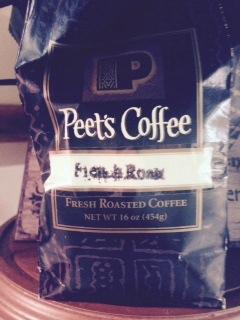 P
Peet's Coffee
French Roast
FRESH ROASTED COFFEE
NET WT 16 oz (454g)